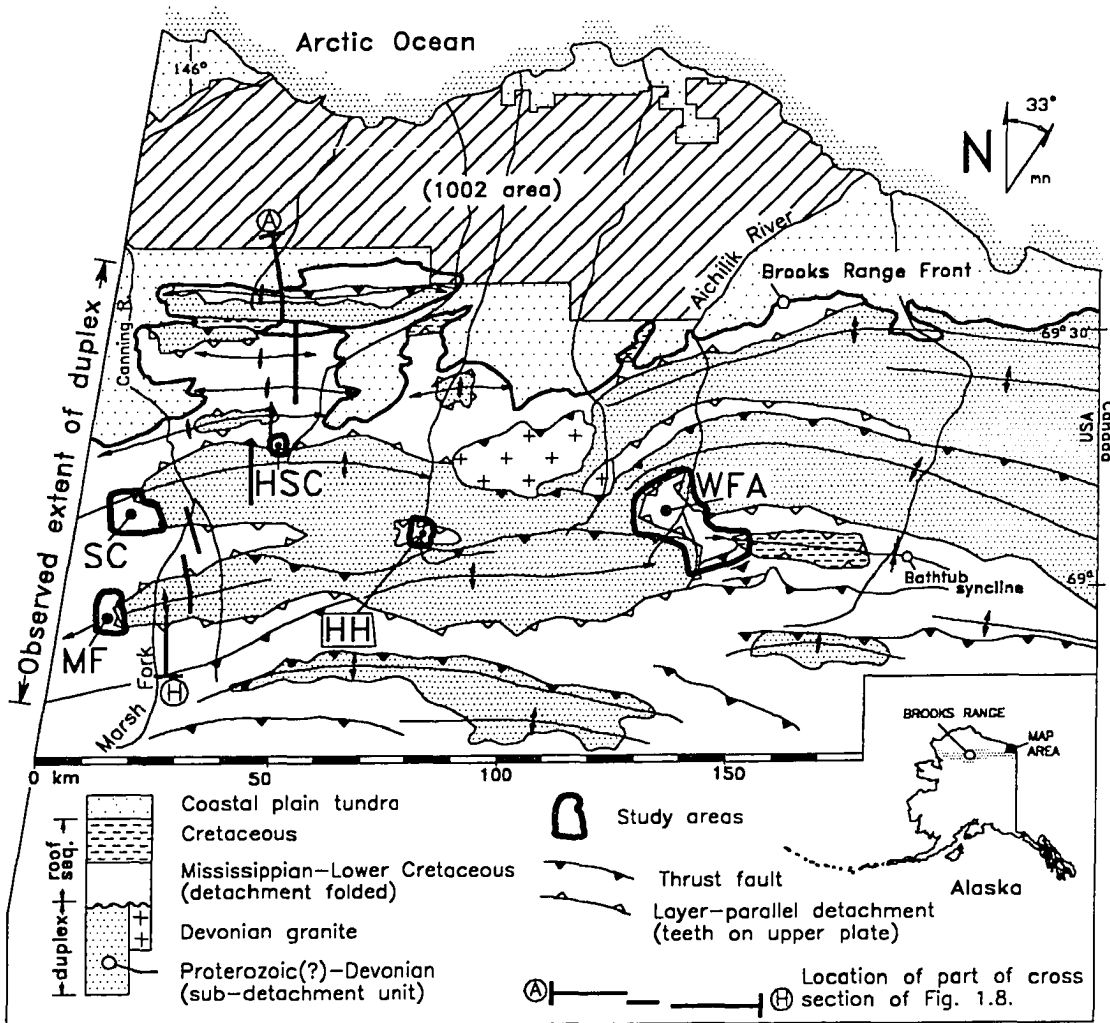 Arctic Ocean
146°
33°
N
mn
(1002 area)
A
Aichilik River
Brooks Range Front
Canning R.
69° 30'
USA
Canada
Observed extent of duplex
HSC
WFA
SC
Bathtub
syncline
69°
HH
MF
Marsh Fork
H
0 km 50 100 150
BROOKS RANGE
MAP
AREA
Alaska
Coastal plain tundra
Cretaceous
Mississippian-Lower Cretaceous
(detachment folded)
Devonian granite
Proterazoic(?)-Devonian
(sub-detachment unit)
roof
seq.
duplex
Study areas
Thrust fault
Layer-parallel detachment
(teeth on upper plate)
A H Location of part of cross
section of Fig. 1.8.